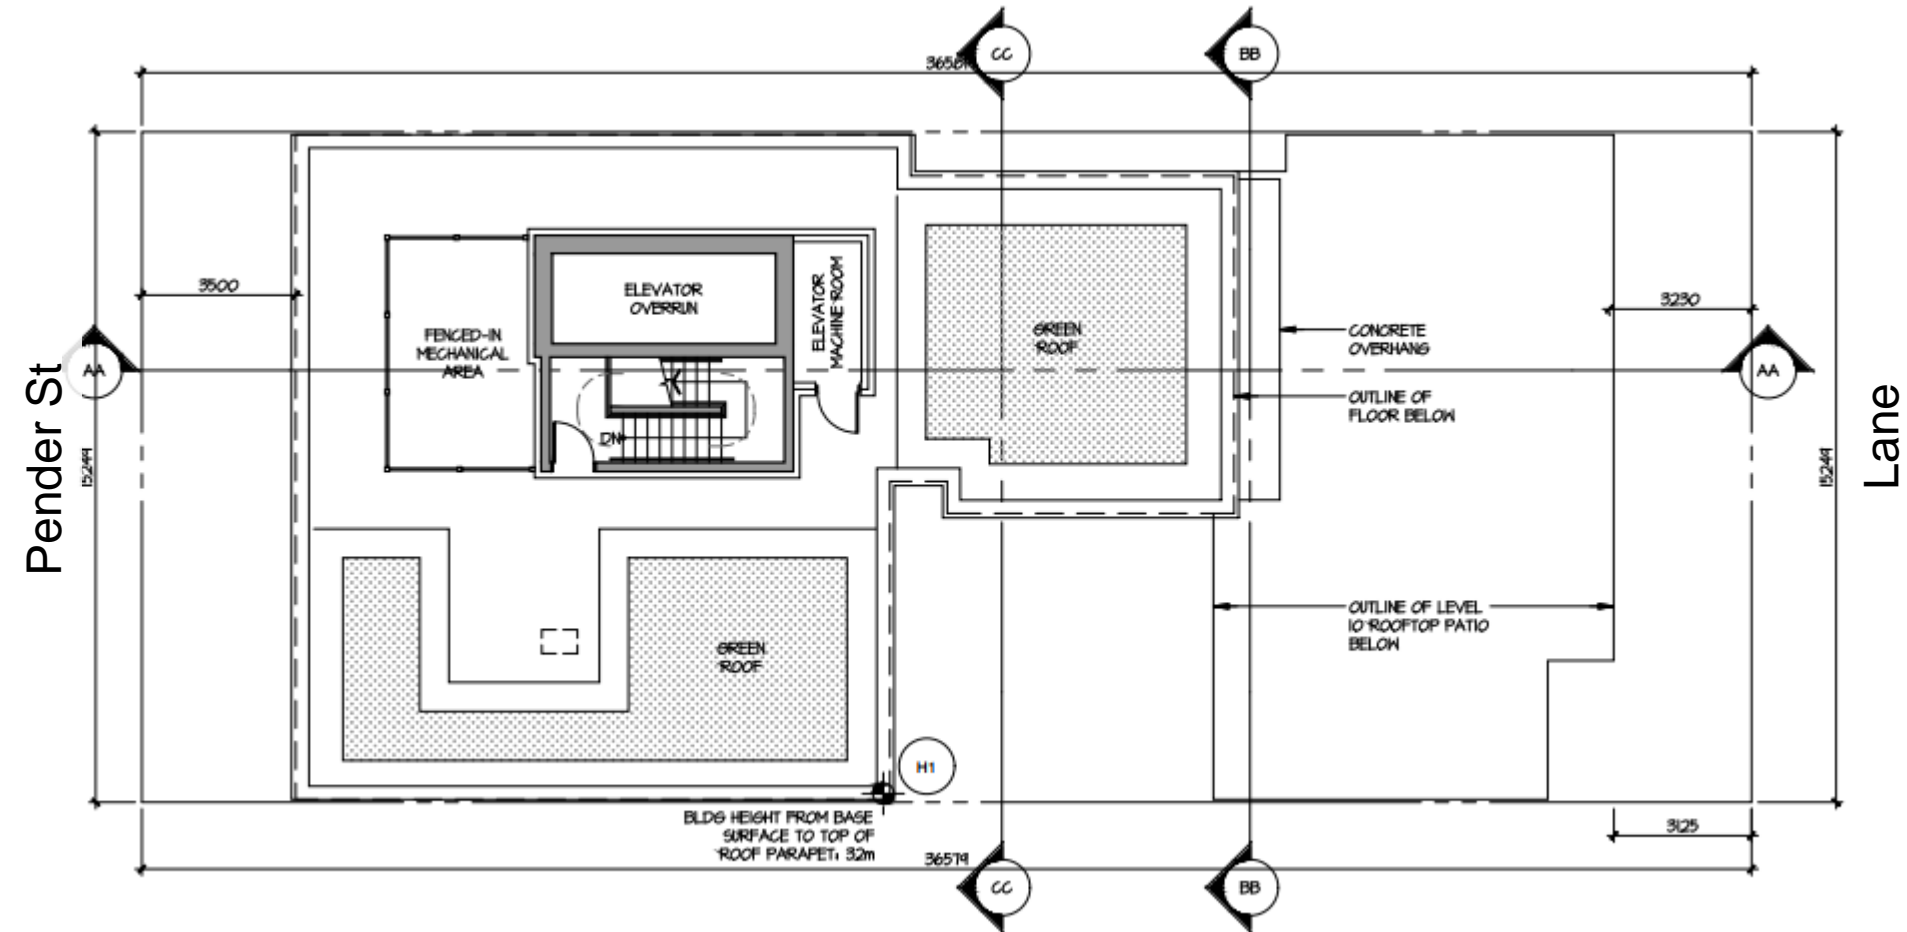 CC
BB
3500
ELEVATOR
OVERRUN
ELEVATOR
MACHINE ROOM
FENCED-IN
MECHANICAL
AREA
GREEN
ROOF
3230
CONCRETE
OVERHANG
AA
AA
OUTLINE OF
FLOOR BELOW
Pender St
15244
DN
15244
Lane
OUTLINE OF LEVEL
10 ROOFTOP PATIO
BELOW
GREEN
ROOF
H1
BLDG HEIGHT FROM BASE
SURFACE TO TOP OF
ROOF PARAPET: 32m
3125
36579
CC
BB